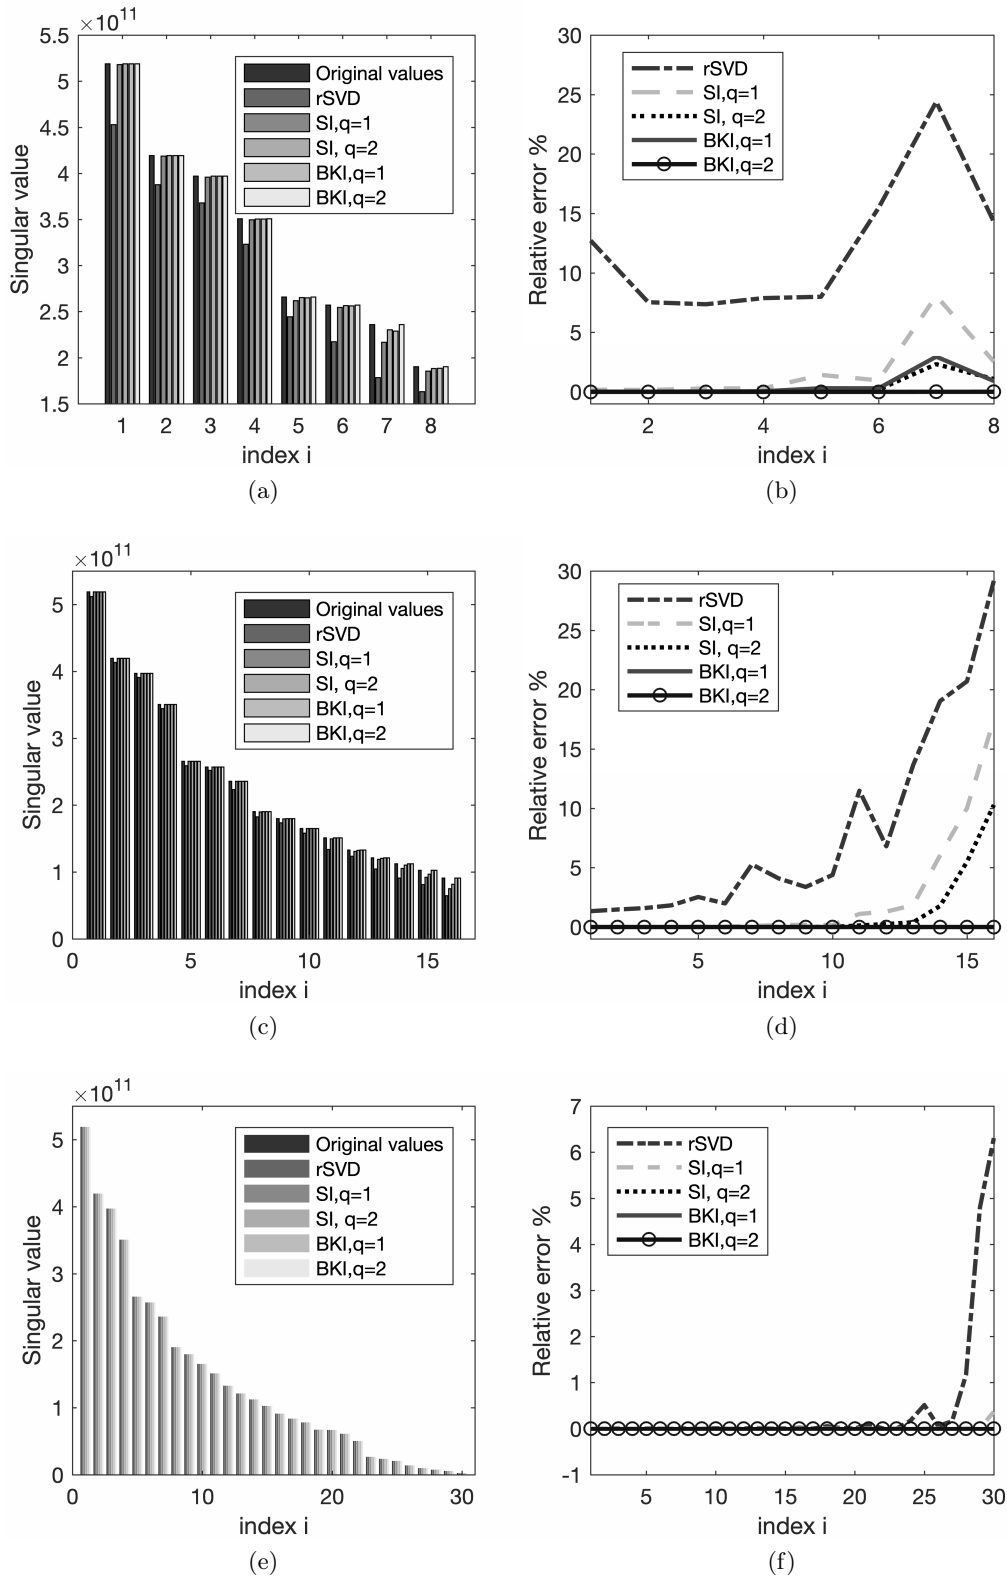 ×10^11
5.5
5
4.5
4
3.5
3
2.5
2
1.5
Singular value
Original values
rSVD
SI,q=1
SI, q=2
BKI,q=1
BKI,q=2
1 2 3 4 5 6 7 8
index i
(a)
30
25
20
15
10
5
0
Relative error %
rSVD
SI,q=1
SI, q=2
BKI,q=1
BKI,q=2
2 4 6 8
index i
(b)
×10^11
5
4
3
2
1
0
Singular value
Original values
rSVD
SI,q=1
SI, q=2
BKI,q=1
BKI,q=2
0 5 10 15
index i
(c)
30
25
20
15
10
5
0
Relative error %
rSVD
SI,q=1
SI, q=2
BKI,q=1
BKI,q=2
5 10 15
index i
(d)
×10^11
5
4
3
2
1
0
Singular value
Original values
rSVD
SI,q=1
SI, q=2
BKI,q=1
BKI,q=2
0 10 20 30
index i
(e)
7
6
5
4
3
2
1
0
-1
Relative error %
rSVD
SI,q=1
SI, q=2
BKI,q=1
BKI,q=2
5 10 15 20 25 30
index i
(f)